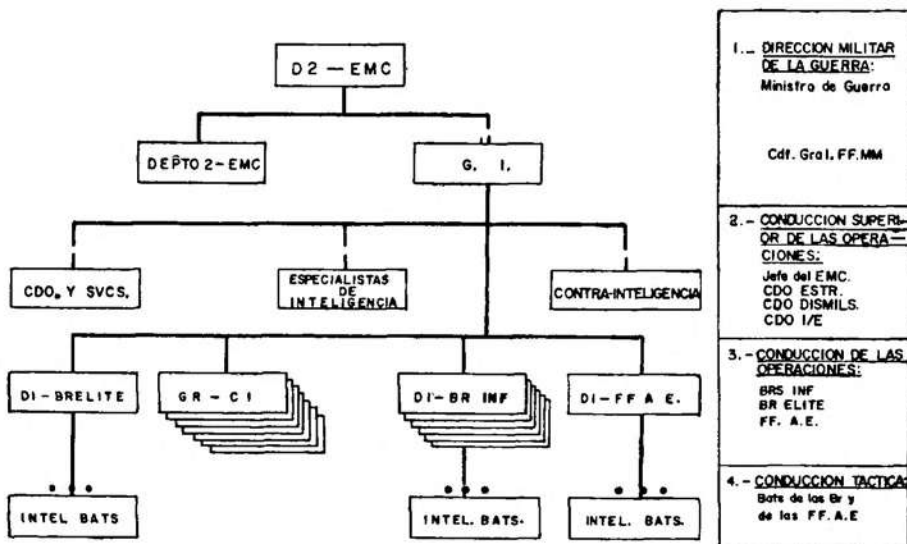 D2 — EMC
DEPTO 2-EMC
G. I.
CDO. Y SVCS.
ESPECIALISTAS
DE
INTELIGENCIA
CONTRA-INTELIGENCIA
DI-BRELITE
GR-CI
DI-BR INF
DI-FF A E.
INTEL BATS
INTEL. BATS.
INTEL. BATS.
1.- DIRECCION MILITAR
DE LA GUERRA:
Ministro de Guerra
Cdt. Gral. FF.MM
2.- CONDUCCION SUPERI-
OR DE LAS OPERA-
CIONES:
Jefe del EMC.
CDO ESTR.
CDO DISMILS.
CDO I/E
3.- CONDUCCION DE LAS
OPERACIONES:
BRS INF
BR ELITE
FF. A.E.
4.- CONDUCCION TACTICA:
Bats de las Br y
de las FF.A.E